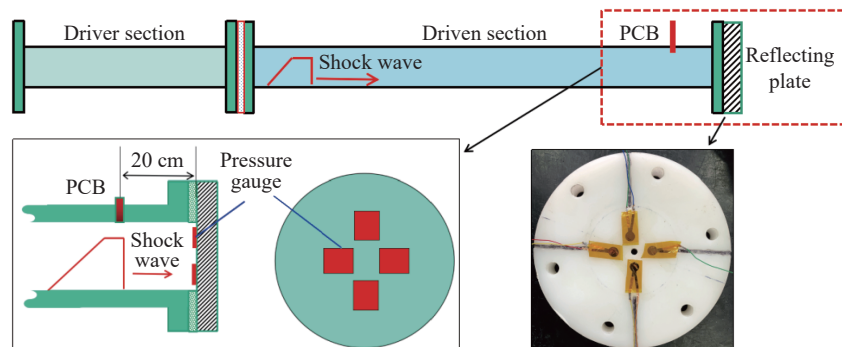 Driver section
Driven section
PCB
Shock wave
Reflecting
plate
20 cm
Pressure
gauge
PCB
Shock
wave